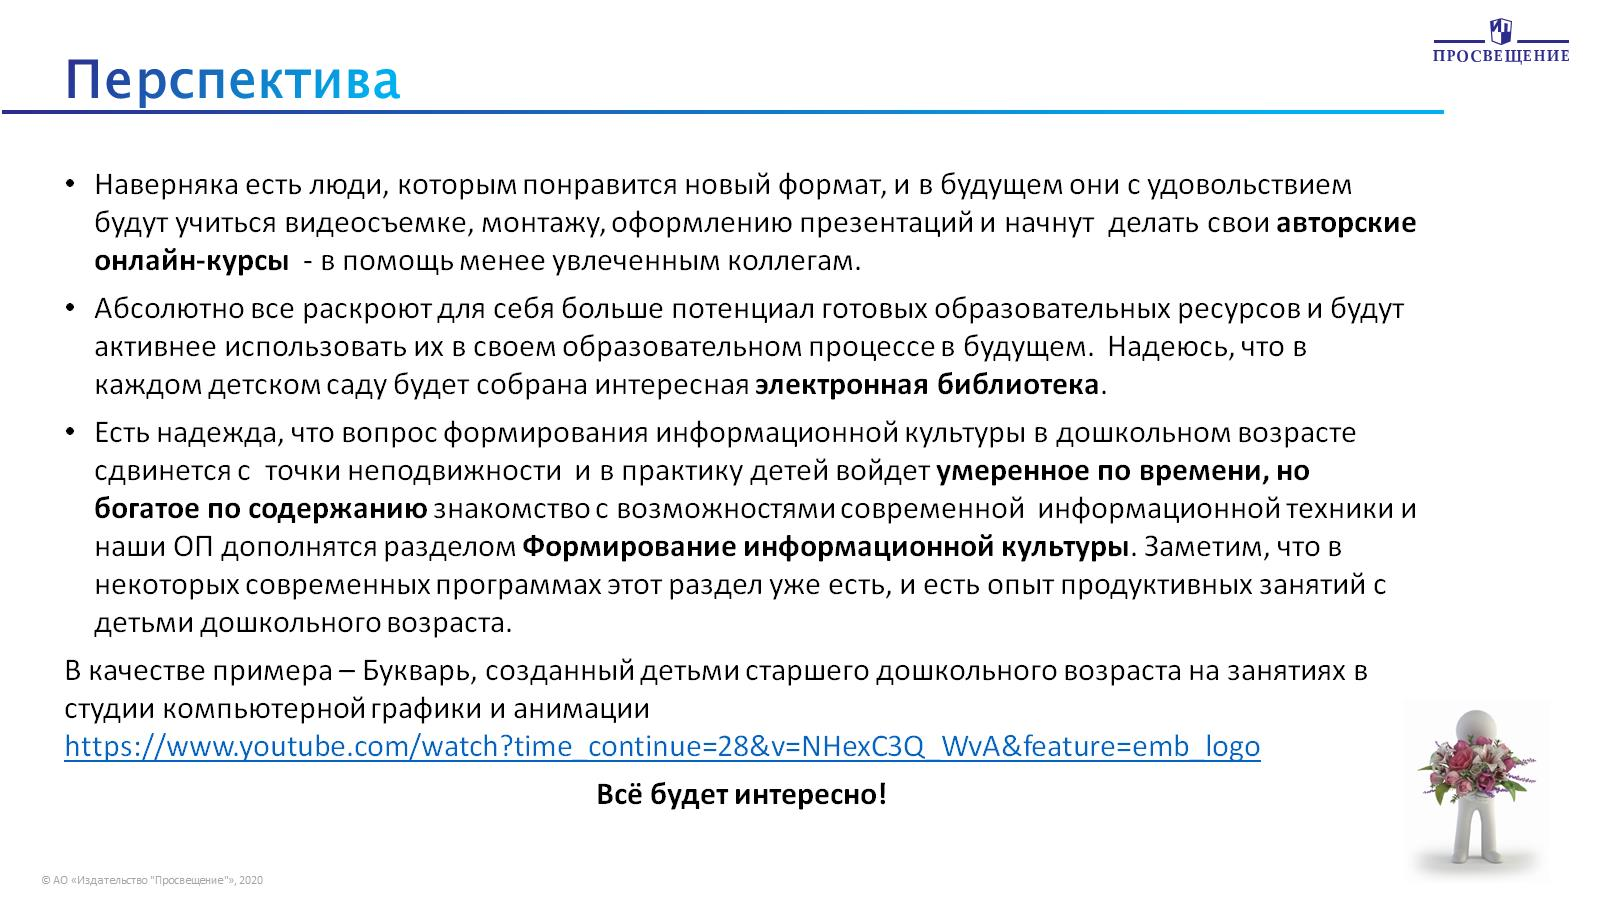 ИП
ПРОСВЕЩЕНИЕ
Перспектива
• Наверняка есть люди, которым понравится новый формат, и в будущем они с удовольствием
будут учиться видеосъемке, монтажу, оформлению презентаций и начнут делать свои авторские
онлайн-курсы - в помощь менее увлеченным коллегам.
• Абсолютно все раскроют для себя больше потенциал готовых образовательных ресурсов и будут
активнее использовать их в своем образовательном процессе в будущем. Надеюсь, что в
каждом детском саду будет собрана интересная электронная библиотека.
• Есть надежда, что вопрос формирования информационной культуры в дошкольном возрасте
сдвинется с точки неподвижности и в практику детей войдет умеренное по времени, но
богатое по содержанию знакомство с возможностями современной информационной техники и
наши ОП дополнятся разделом Формирование информационной культуры. Заметим, что в
некоторых современных программах этот раздел уже есть, и есть опыт продуктивных занятий с
детьми дошкольного возраста.
В качестве примера – Букварь, созданный детьми старшего дошкольного возраста на занятиях в
студии компьютерной графики и анимации
https://www.youtube.com/watch?time_continue=28&v=NHexC3Q_WvA&feature=emb_logo
Всё будет интересно!
© АО «Издательство "Просвещение"», 2020